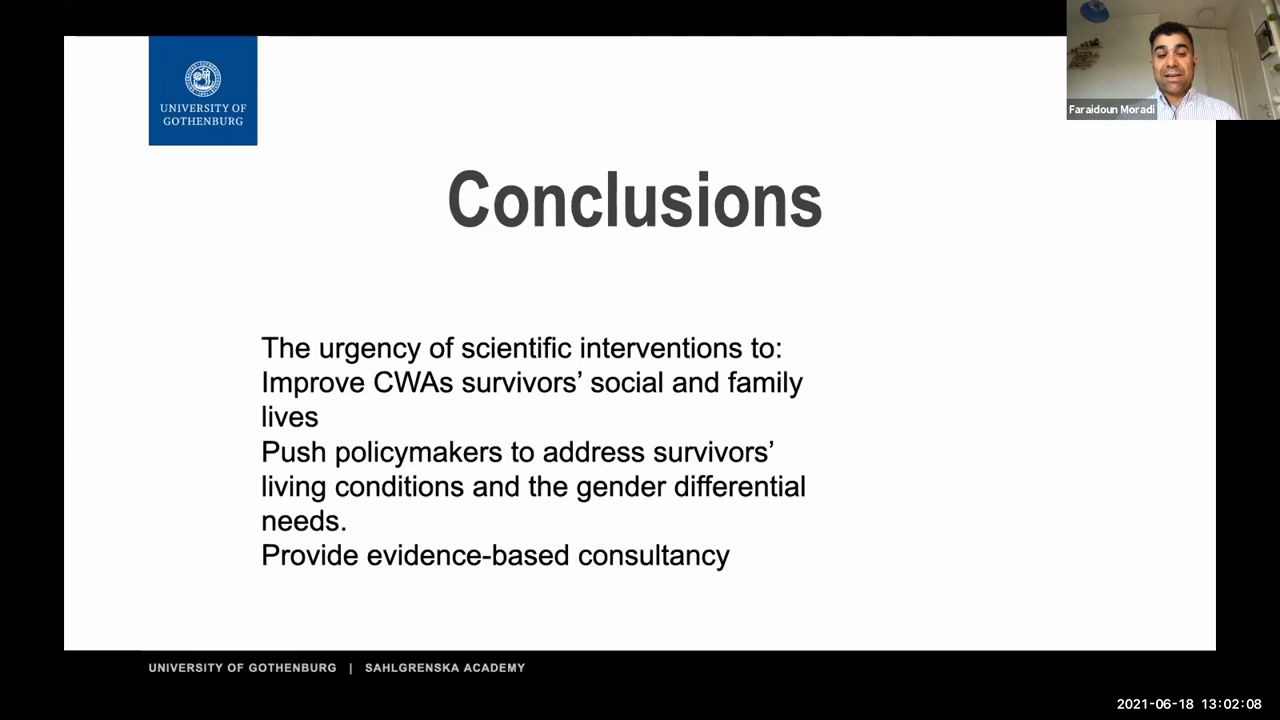 UNIVERSITY OF
GOTHENBURG
Faraidoun Moradi
Conclusions
The urgency of scientific interventions to:
Improve CWAs survivors’ social and family
lives
Push policymakers to address survivors’
living conditions and the gender differential
needs.
Provide evidence-based consultancy
UNIVERSITY OF GOTHENBURG | SAHLGRENSKA ACADEMY
2021-06-18 13:02:08